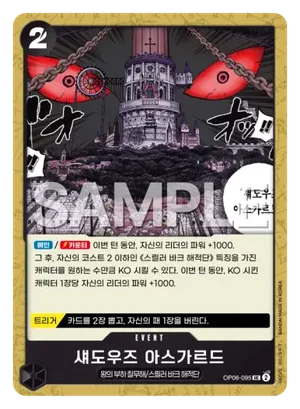 2
ドオ
ゴゴ!!
섀도우즈
아스가르드
SAMPLE
메인 / 카운터 이번 턴 동안, 자신의 리더의 파워 +1000.
그 후, 자신의 코스트 2 이하인 《스릴러 바크 해적단》 특징을 가진
캐릭터를 원하는 수만큼 KO 시킬 수 있다. 이번 턴 동안, KO 시킨
캐릭터 1장당 자신의 리더의 파워 +1000.
트리거 카드를 2장 뽑고, 자신의 패 1장을 버린다.
EVENT
섀도우즈 아스가르드
왕의 부하 칠무해/스릴러 바크 해적단
OP06-095 UC 2